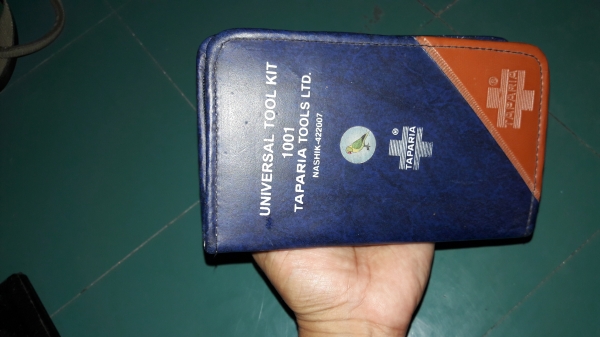 UNIVERSAL TOOL KIT
1001
TAPARIA TOOLS LTD.
NASHIK-422007
TAPARIA
TAPARIA